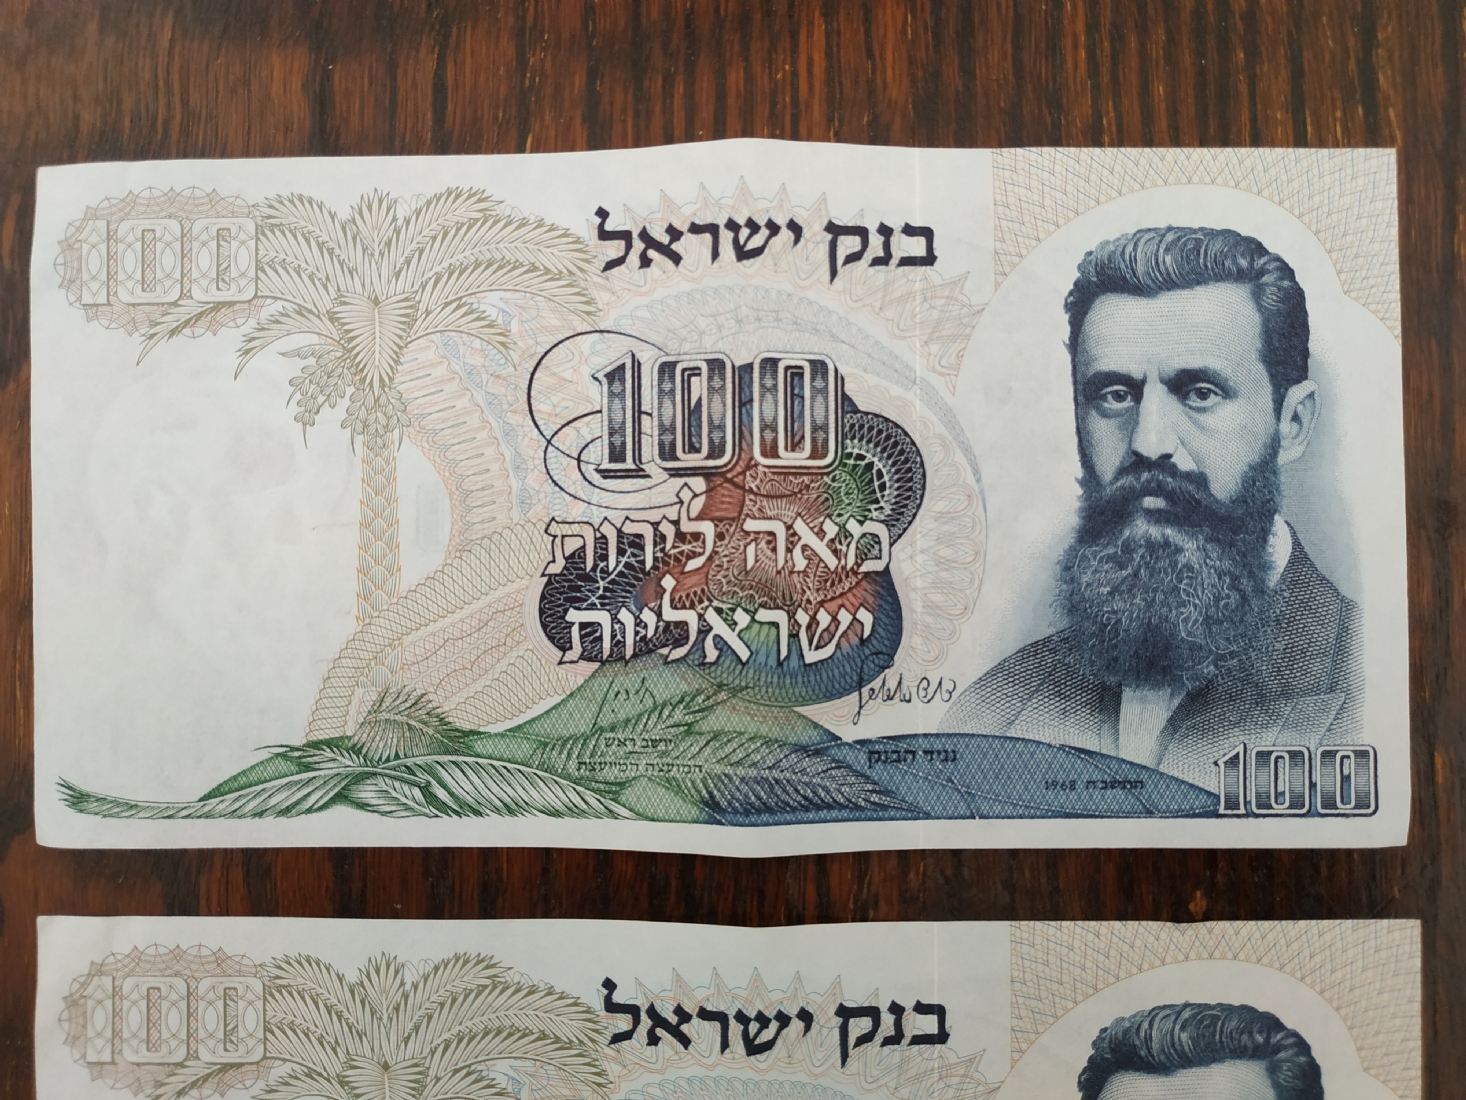 100
בנק ישראל
100
מאה לירות
ישראליות
יושב ראש
המועצה המייעצת
נגיד הבנק
התשכ״ח 1968
100
100
בנק ישראל